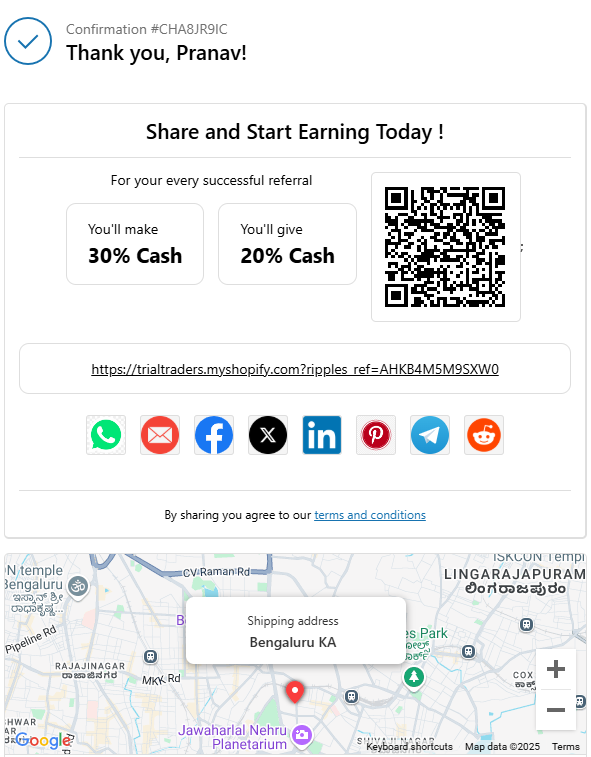 Confirmation #CHA8JR9IC
Thank you, Pranav!
Share and Start Earning Today !
For your every successful referral
You'll make
30% Cash
You'll give
20% Cash
;
https://trialtraders.myshopify.com?ripples_ref=AHKB4M5M9SXW0
By sharing you agree to our terms and conditions
ON temple
Bengaluru
ಇಸ್ಕಾನ್ ಶ್ರೀ
ರಾಧಾಕೃಷ್ಣ...
CV Raman Rd
ISKCON Templ
LINGARAJAPURAM
ಲಿಂಗರಾಜಪುರಂ
Shipping address
Bengaluru KA
B
es Park
Pipeline Rd
RAJAJINAGAR
ರಾಜಾಜಿನಗರ
MKK Rd
COX
Jawaharlal Nehru
Planetarium
SHIVAJINAGAR
SHWAR
Google
Keyboard shortcuts
Map data ©2025
Terms